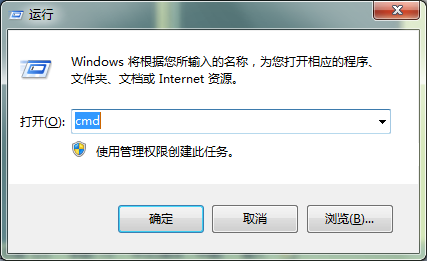 运行
Windows 将根据您所输入的名称，为您打开相应的程序、
文件夹、文档或 Internet 资源。
打开(O):
cmd
使用管理权限创建此任务。
确定
取消
浏览(B)...